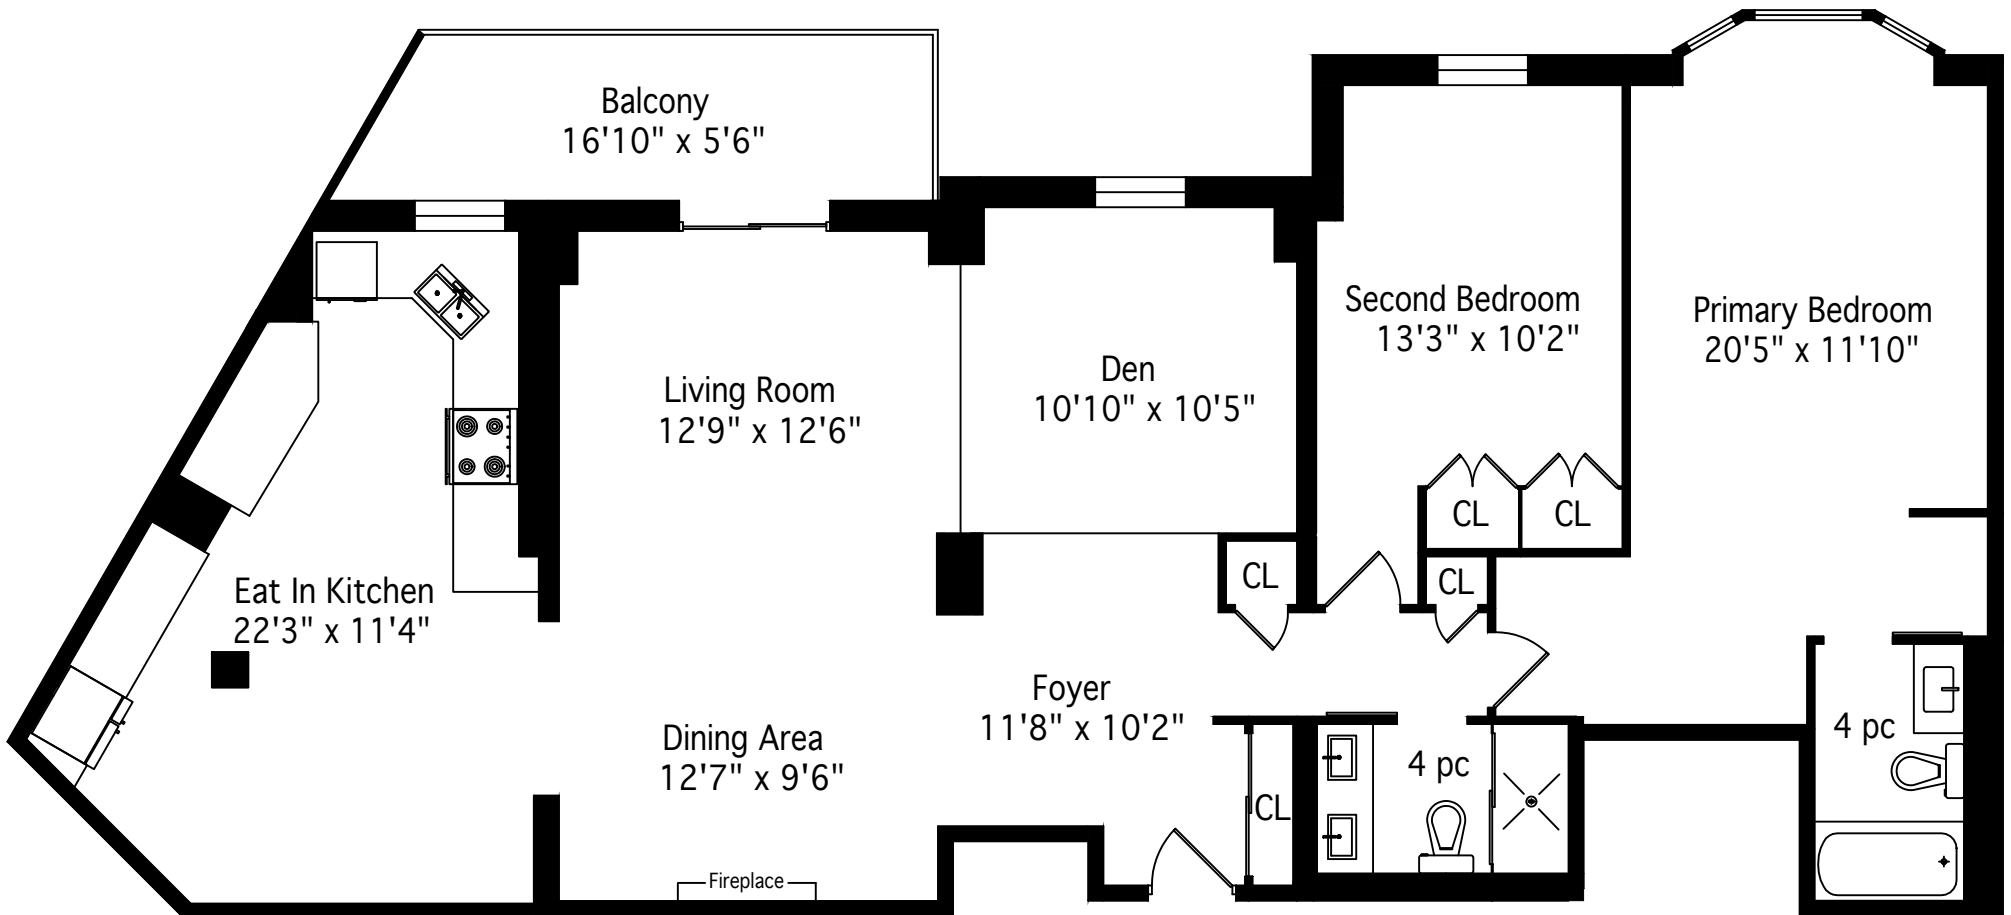 Balcony
16'10" x 5'6"
Second Bedroom
13'3" x 10'2"
Primary Bedroom
20'5" x 11'10"
Living Room
12'9" x 12'6"
Den
10'10" x 10'5"
CL
CL
CL
CL
Eat In Kitchen
22'3" x 11'4"
Foyer
11'8" x 10'2"
Dining Area
12'7" x 9'6"
4 pc
4 pc
CL
Fireplace